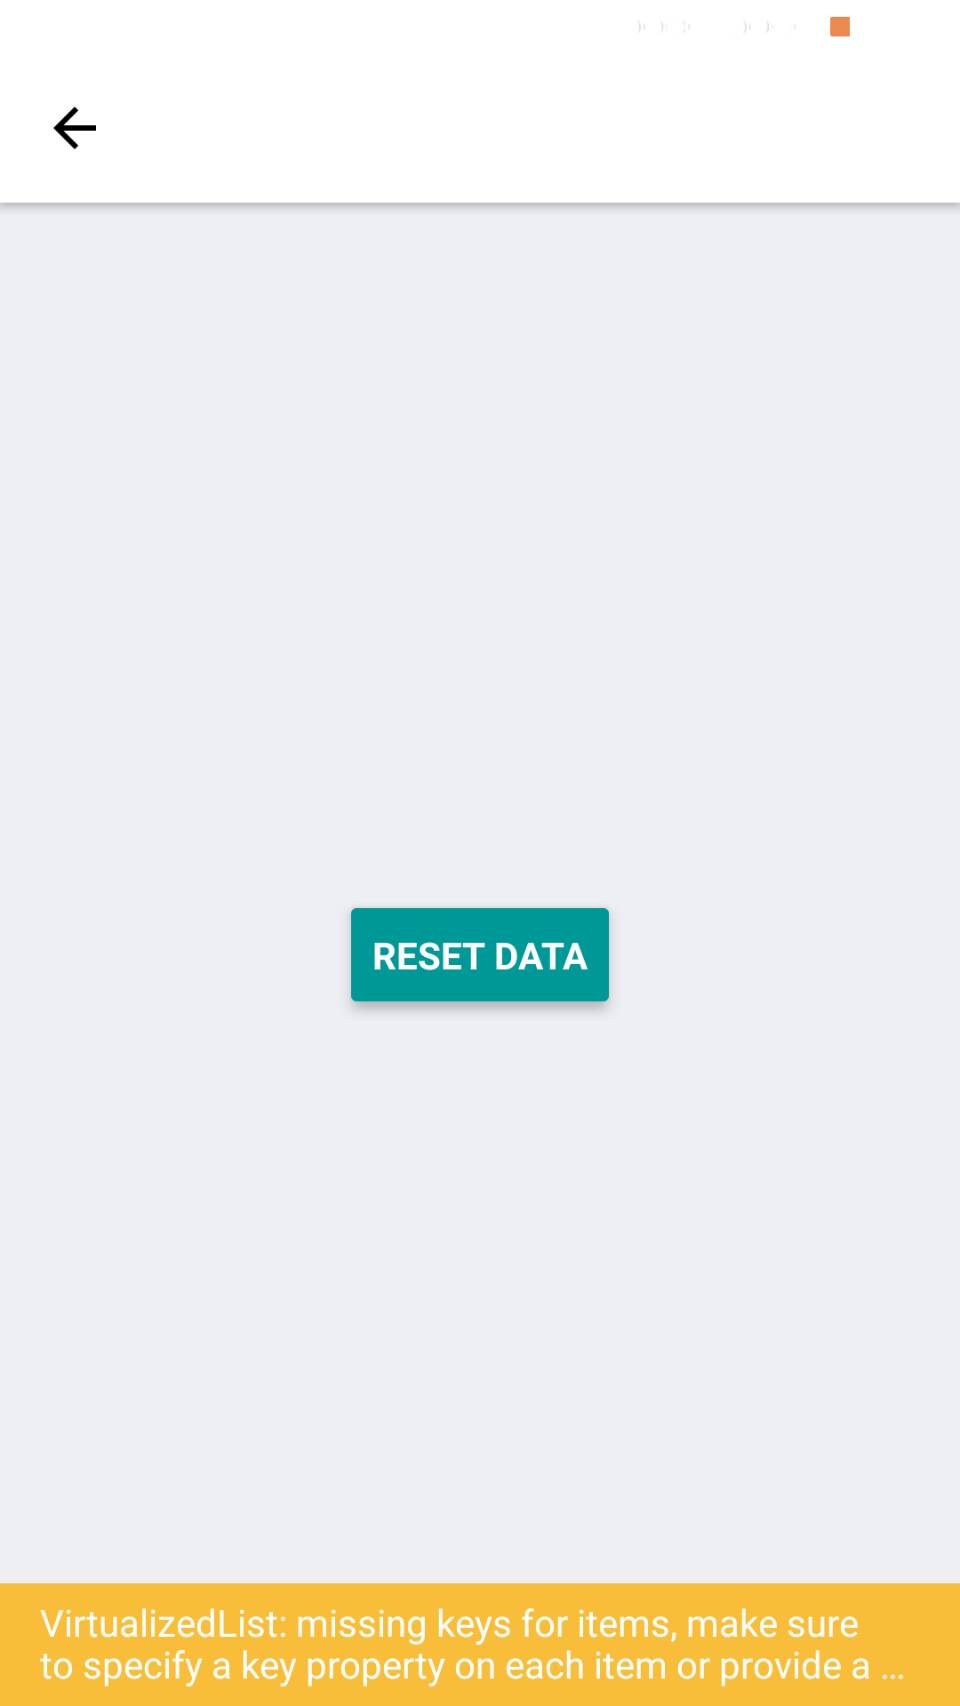 RESET DATA
VirtualizedList: missing keys for items, make sure
to specify a key property on each item or provide a ...